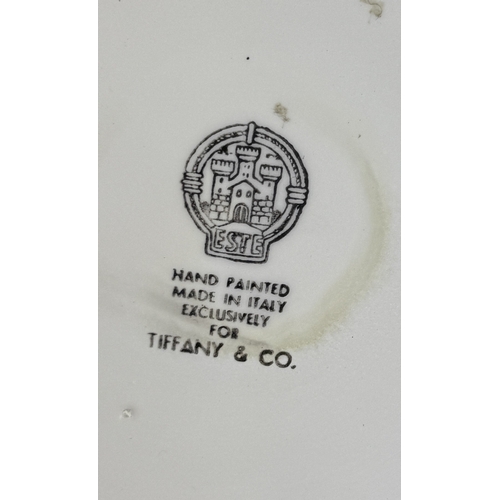 ESTE
HAND PAINTED
MADE IN ITALY
EXCLUSIVELY
FOR
TIFFANY & CO.